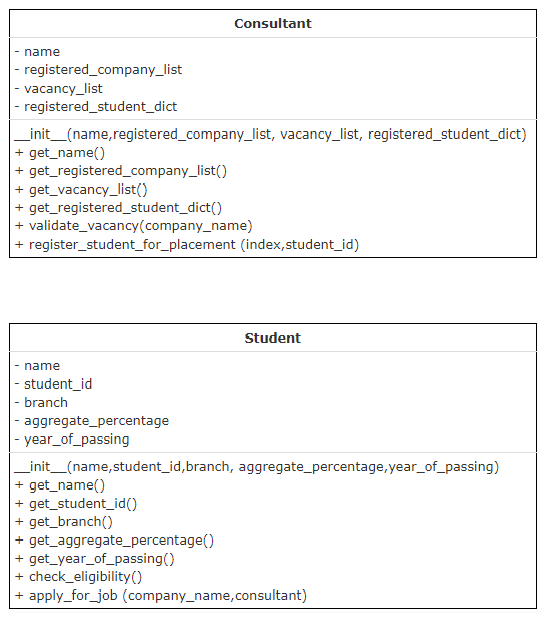 Consultant
- name
- registered_company_list
- vacancy_list
- registered_student_dict
__init__(name,registered_company_list, vacancy_list, registered_student_dict)
+ get_name()
+ get_registered_company_list()
+ get_vacancy_list()
+ get_registered_student_dict()
+ validate_vacancy(company_name)
+ register_student_for_placement (index,student_id)
Student
- name
- student_id
- branch
- aggregate_percentage
- year_of_passing
__init__(name,student_id,branch, aggregate_percentage,year_of_passing)
+ get_name()
+ get_student_id()
+ get_branch()
+ get_aggregate_percentage()
+ get_year_of_passing()
+ check_eligibility()
+ apply_for_job (company_name,consultant)